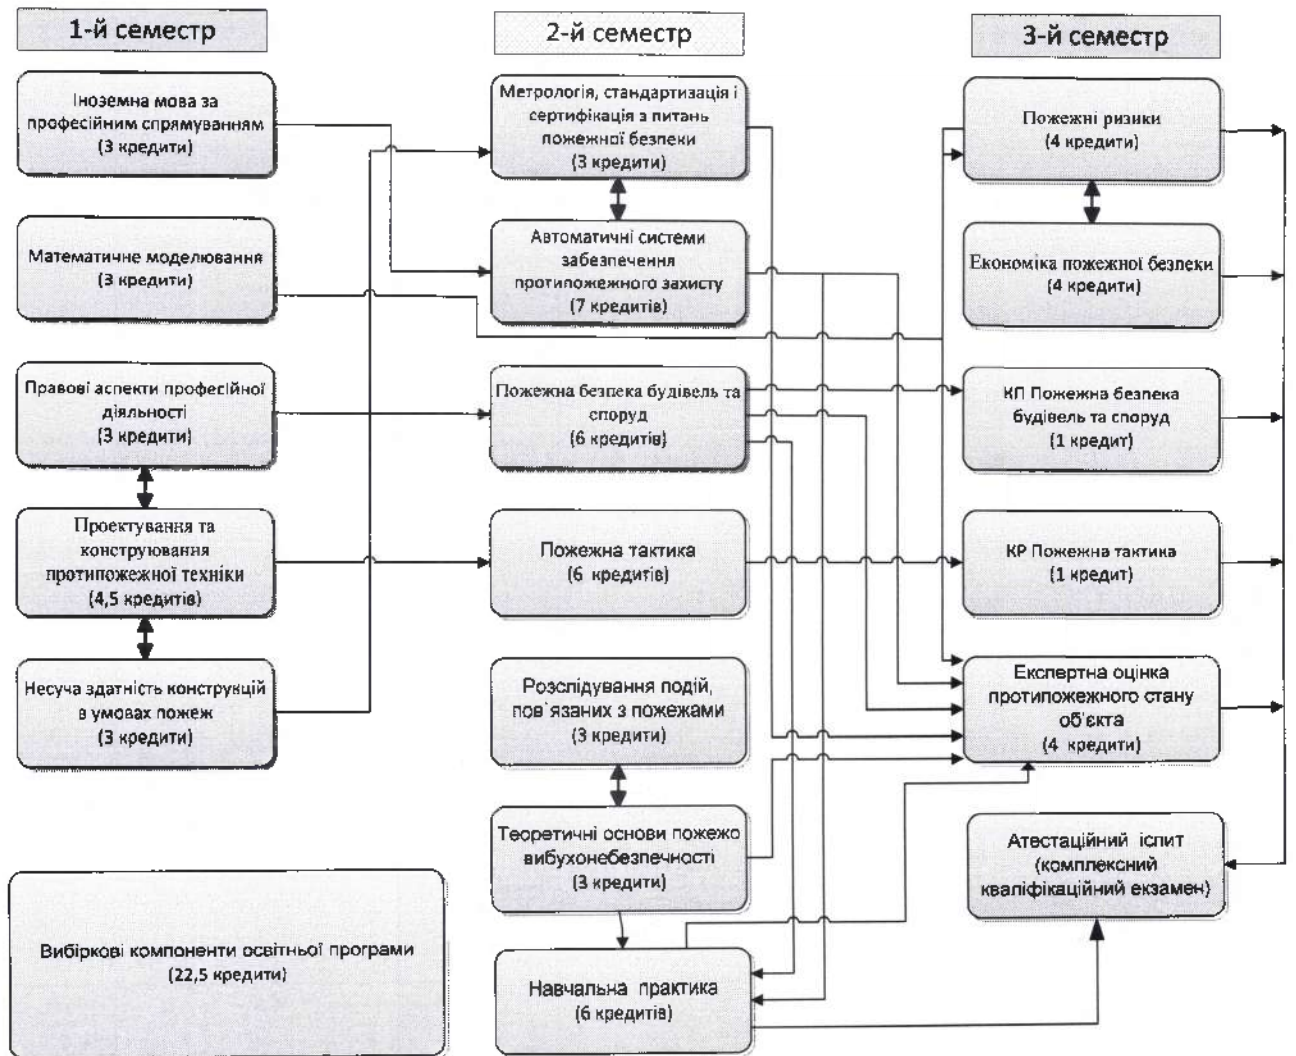 1-й семестр
Іноземна мова за
професійним спрямуванням
(3 кредити)
Математичне моделювання
(3 кредити)
Правові аспекти професійної
діяльності
(3 кредити)
Проектування та
конструювання
протипожежної техніки
(4,5 кредитів)
Несуча здатність конструкцій
в умовах пожеж
(3 кредити)
Вибіркові компоненти освітньої програми
(22,5 кредити)
2-й семестр
Метрологія, стандартизація і
сертифікація з питань
пожежної безпеки
(3 кредити)
Автоматичні системи
забезпечення
протипожежного захисту
(7 кредитів)
Пожежна безпека будівель та
споруд
(6 кредитів)
Пожежна тактика
(6 кредитів)
Розслідування подій,
пов`язаних з пожежами
(3 кредити)
Теоретичні основи пожежо
вибухонебезпечності
(3 кредити)
Навчальна практика
(6 кредитів)
3-й семестр
Пожежні ризики
(4 кредити)
Економіка пожежної безпеки
(4 кредити)
КП Пожежна безпека
будівель та споруд
(1 кредит)
КР Пожежна тактика
(1 кредит)
Експертна оцінка
протипожежного стану
об'єкта
(4 кредити)
Атестаційний іспит
(комплексний
кваліфікаційний екзамен)